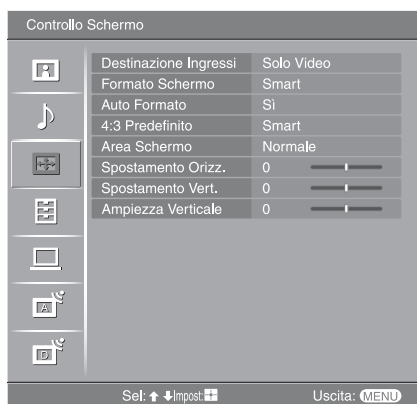 Controllo Schermo
Destinazione Ingressi Solo Video
Formato Schermo Smart
Auto Formato Sì
4:3 Predefinito Smart
Area Schermo Normale
Spostamento Orizz. 0
Spostamento Vert. 0
Ampiezza Verticale 0
A
D
Sel: Impost: Uscita: MENU